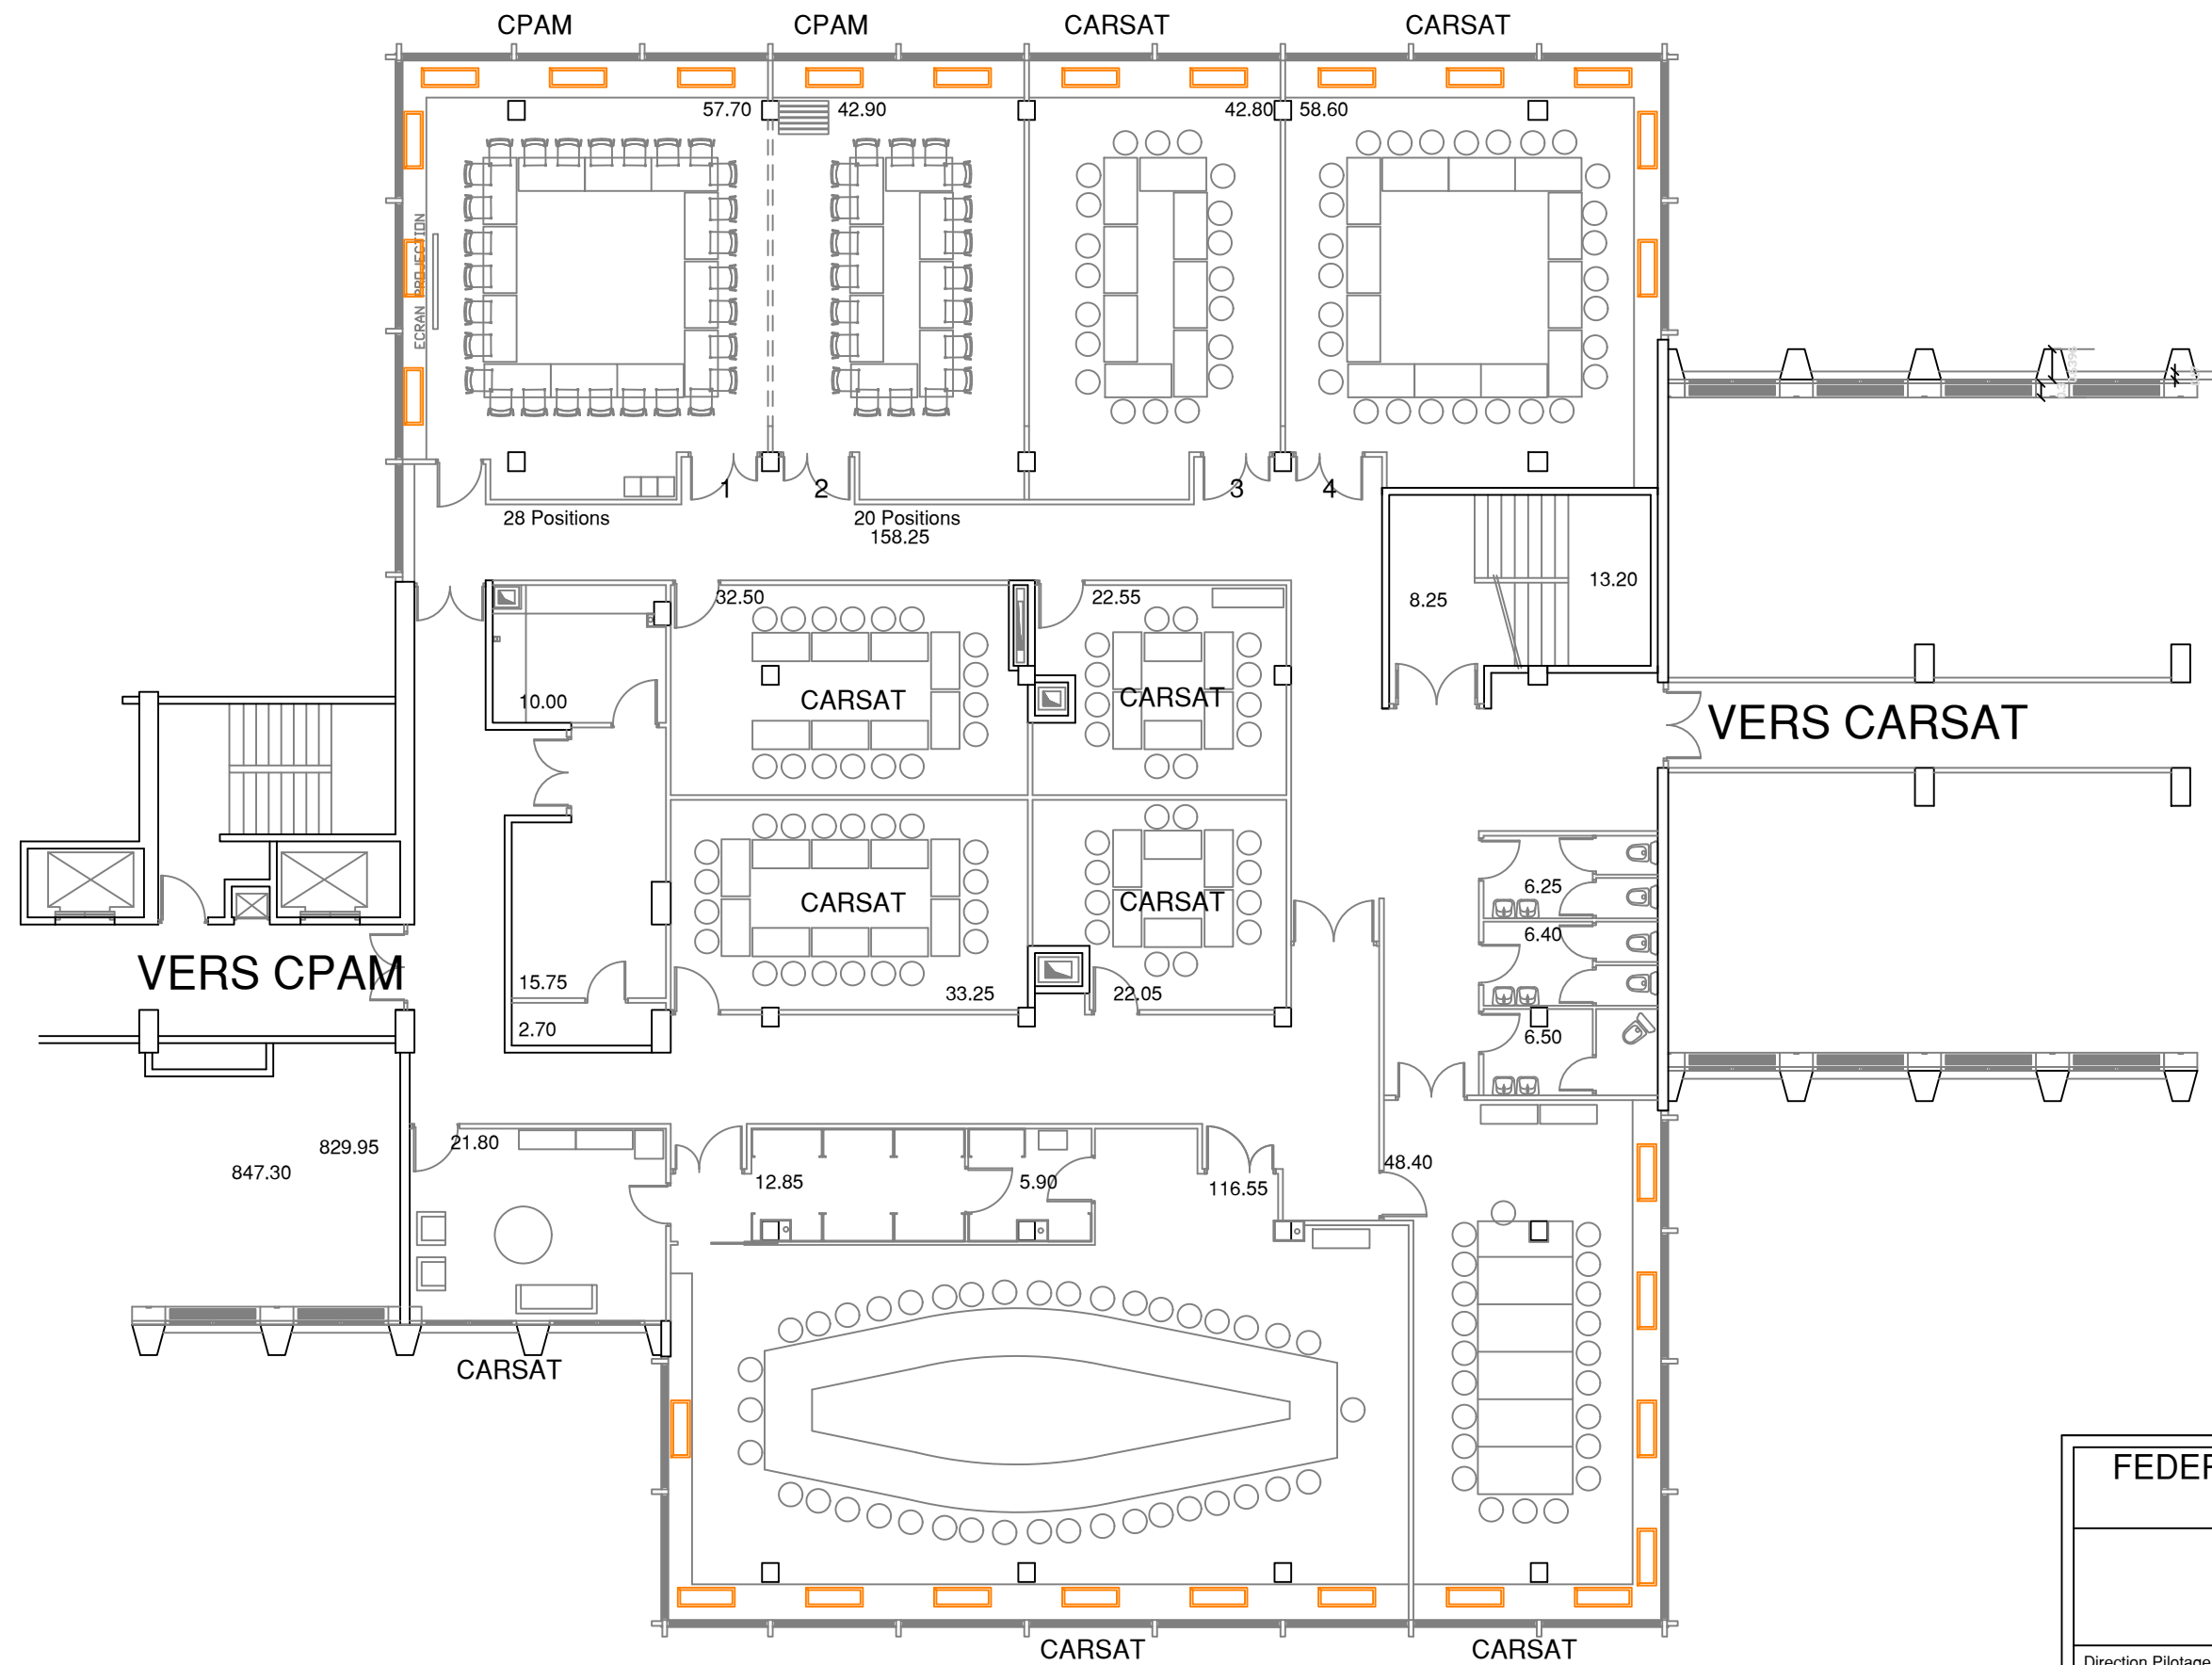 CPAM
CPAM
CARSAT
CARSAT
57.70
42.90
42.80
58.60
ECRAN PROJECTION
1
2
3
4
28 Positions
20 Positions
158.25
32.50
22.55
8.25
13.20
10.00
CARSAT
CARSAT
VERS CARSAT
CARSAT
CARSAT
6.25
6.40
VERS CPAM
15.75
33.25
22.05
2.70
6.50
829.95
847.30
21.80
12.85
5.90
116.55
48.40
CARSAT
FEDER
CARSAT
CARSAT
Direction Pilotage